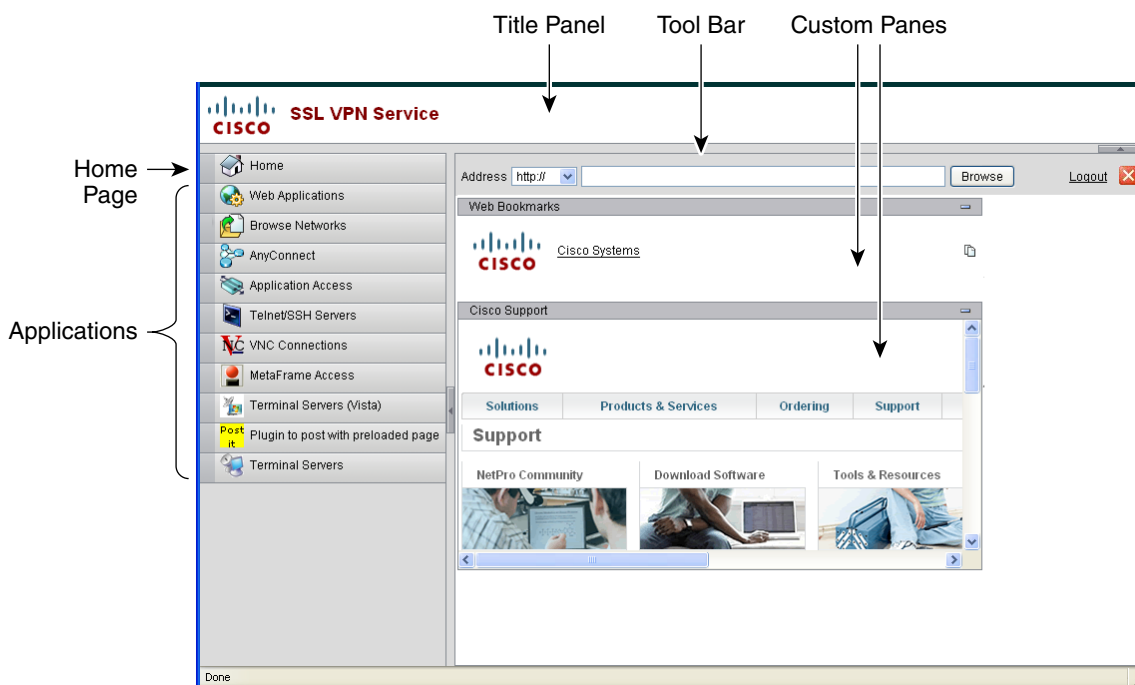 Title Panel Tool Bar Custom Panes
CISCO SSL VPN Service
Home Page
Home
Address http:// Browse Logout
Applications
Web Applications
Browse Networks
AnyConnect
Application Access
Telnet/SSH Servers
VNC VNC Connections
MetaFrame Access
Terminal Servers (Vista)
Post it Plugin to post with preloaded page
Terminal Servers
Web Bookmarks
CISCO Cisco Systems
Cisco Support
CISCO
Solutions Products & Services Ordering Support
Support
NetPro Community Download Software Tools & Resources
Done